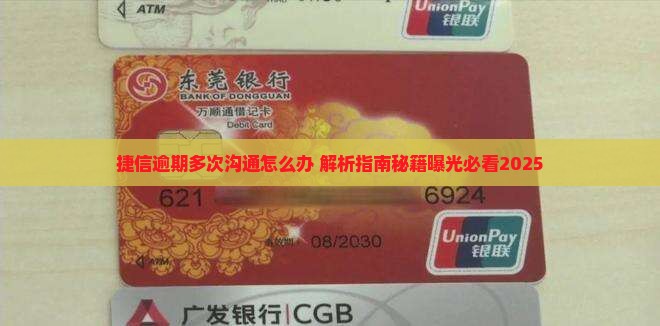 ATM
UnionPay
银联
东莞银行
BANK OF DONGGUAN
万顺通借记卡
Debit Card
捷信逾期多次沟通怎么办 解析指南秘籍曝光必看2025
621 6924
08/2030
ATM
UnionPay
银联
广发银行|CGB